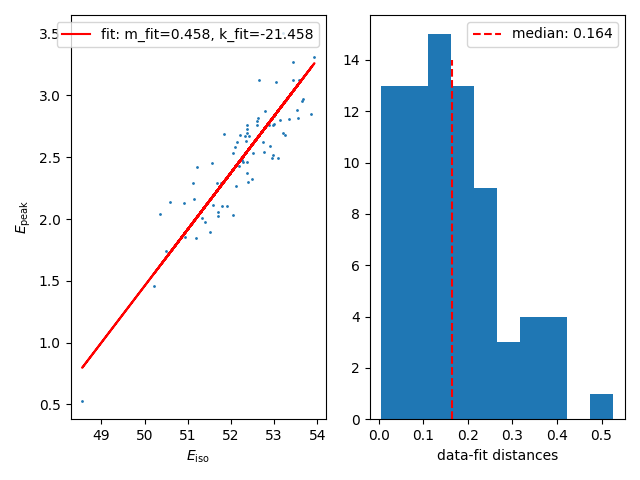 fit: m_fit=0.458, k_fit=-21.458
3.5
3.0
2.5
2.0
1.5
1.0
0.5
E_peak
49 50 51 52 53 54
E_iso
median: 0.164
14
12
10
8
6
4
2
0
0.0 0.1 0.2 0.3 0.4 0.5
data-fit distances